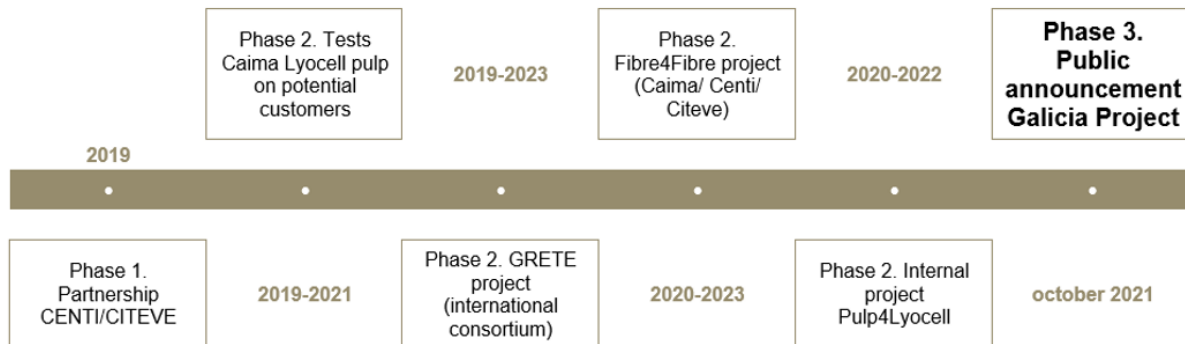 Phase 2. Tests
Caima Lyocell pulp
on potential
customers
2019-2023
Phase 2.
Fibre4Fibre project
(Caima/ Centi/
Citeve)
2020-2022
Phase 3.
Public
announcement
Galicia Project
2019
Phase 1.
Partnership
CENTI/CITEVE
2019-2021
Phase 2. GRETE
project
(international
consortium)
2020-2023
Phase 2. Internal
project
Pulp4Lyocell
october 2021